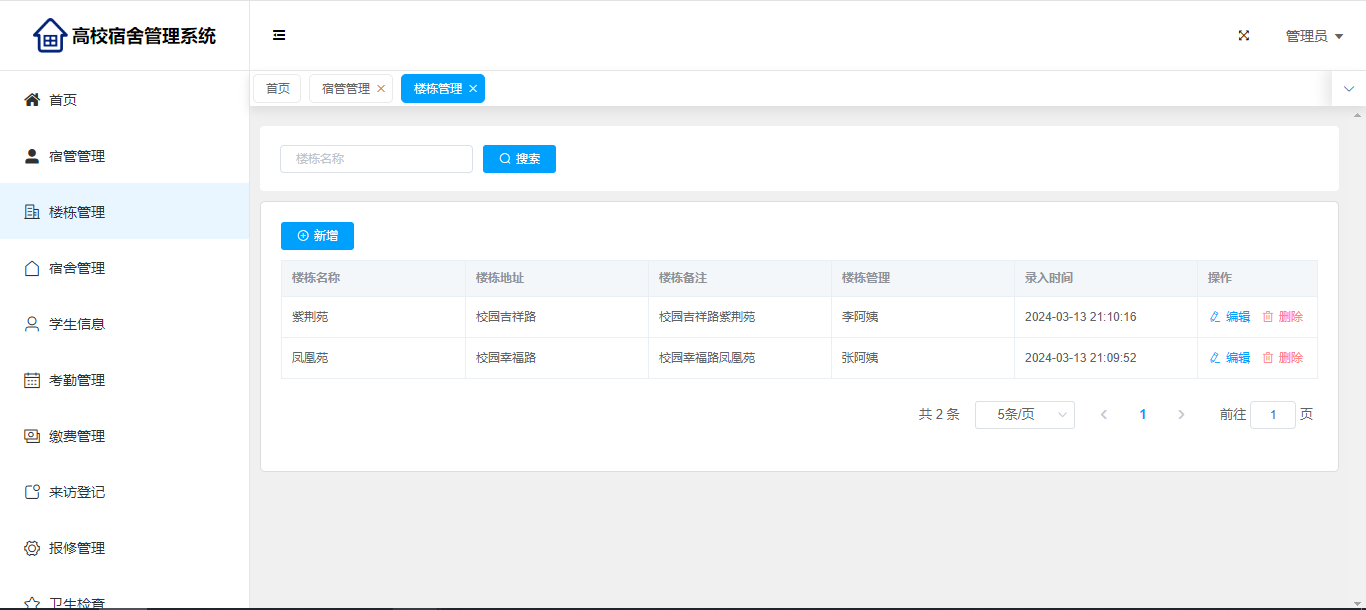 高校宿舍管理系统
管理员
首页 宿管管理 楼栋管理
首页
宿管管理
楼栋管理
宿舍管理
学生信息
考勤管理
缴费管理
来访登记
报修管理
卫生检查
楼栋名称 搜索
新增
楼栋名称 楼栋地址 楼栋备注 楼栋管理 录入时间 操作
紫荆苑 校园吉祥路 校园吉祥路紫荆苑 李阿姨 2024-03-13 21:10:16 编辑 删除
凤凰苑 校园幸福路 校园幸福路凤凰苑 张阿姨 2024-03-13 21:09:52 编辑 删除
共 2 条 5条/页 1 前往 1 页